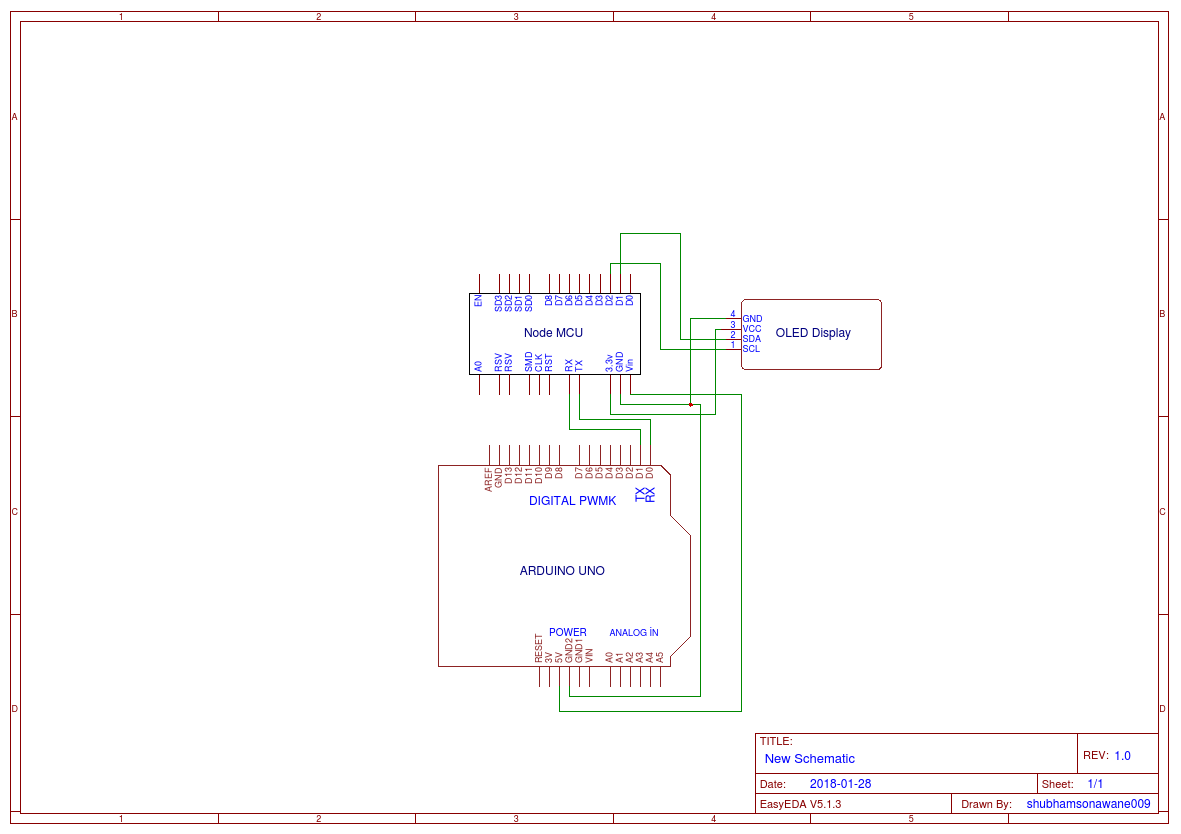 1 2 3 4 5
A A
EN SD3 SD2 SD1 SD0 D8 D7 D6 D5 D4 D3 D2 D1 D0
B B
Node MCU
4 GND
3 VCC
2 SDA
1 SCL
OLED Display
A0 RSV RSV SMD CLK RST RX TX 3.3v GND Vin
AREF GND D13 D12 D11 D10 D9 D8 D7 D6 D5 D4 D3 D2 D1 D0
DIGITAL PWMK TX RX
C C
ARDUINO UNO
POWER ANALOG İN
RESET 3V 5V GND2 GND1 VIN A0 A1 A2 A3 A4 A5
D D
TITLE:
New Schematic
REV: 1.0
Date: 2018-01-28
Sheet: 1/1
EasyEDA V5.1.3
Drawn By: shubhamsonawane009
1 2 3 4 5